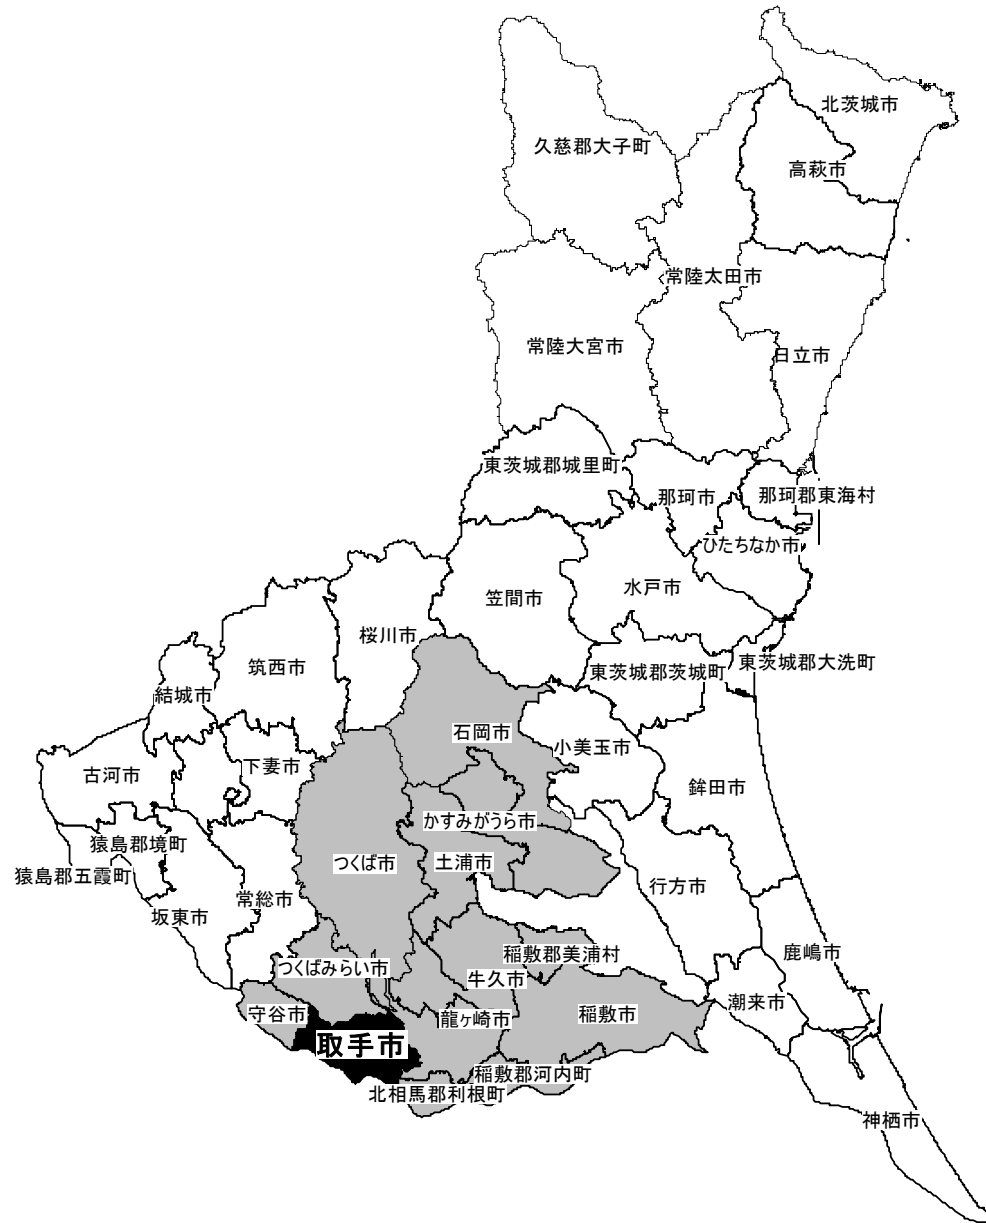 北茨城市
久慈郡大子町
高萩市
常陸太田市
常陸大宮市
日立市
東茨城郡城里町
那珂市
那珂郡東海村
ひたちなか市
笠間市
水戸市
桜川市
筑西市
東茨城郡茨城町
東茨城郡大洗町
結城市
石岡市
小美玉市
古河市
下妻市
鉾田市
かすみがうら市
猿島郡境町
猿島郡五霞町
つくば市
土浦市
行方市
常総市
坂東市
稲敷郡美浦村
鹿嶋市
つくばみらい市
牛久市
潮来市
守谷市
龍ヶ崎市
稲敷市
取手市
稲敷郡河内町
北相馬郡利根町
神栖市